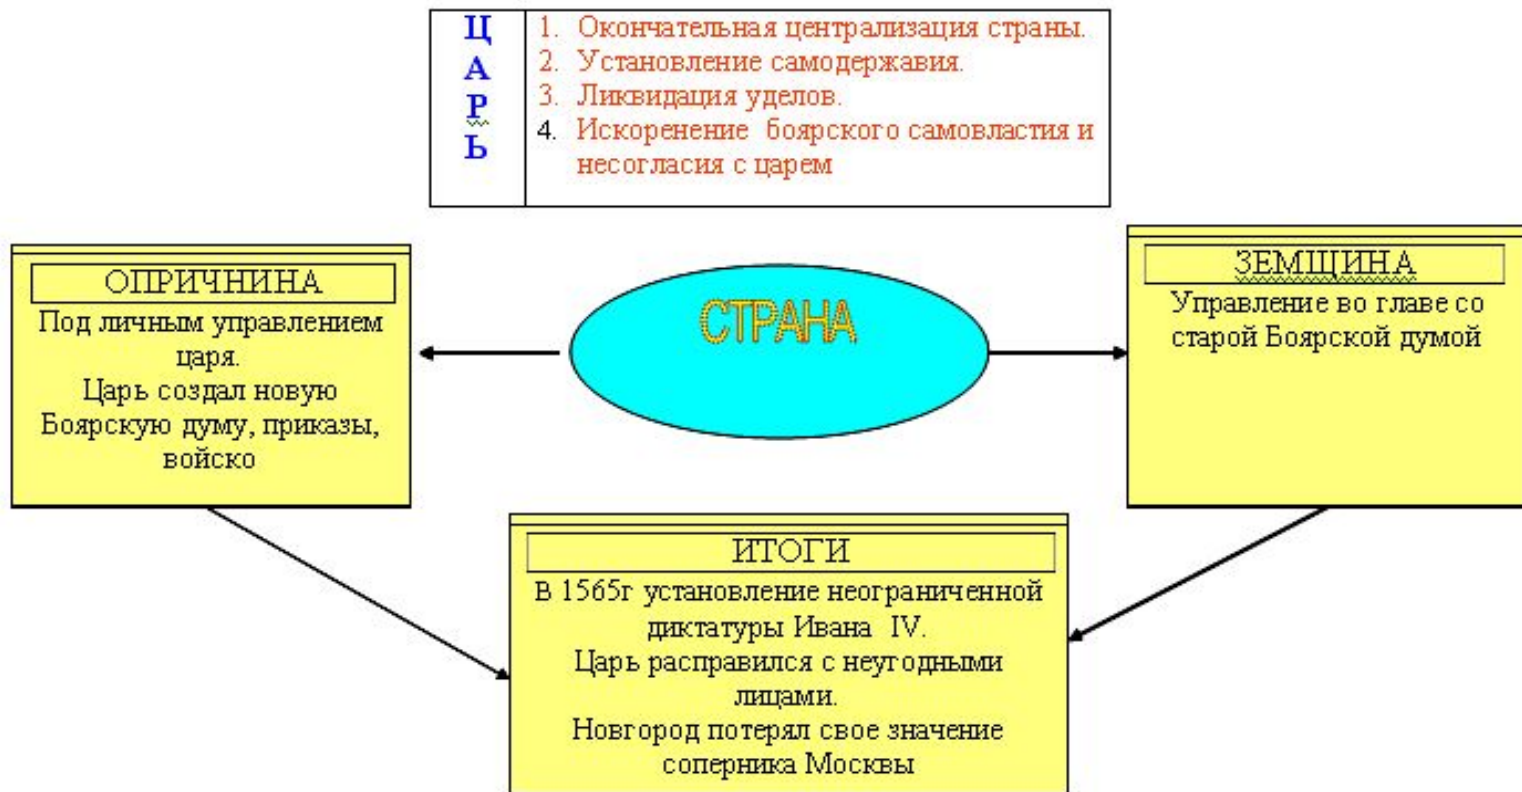 Ц
А
Р
Ь
1. Окончательная централизация страны.
2. Установление самодержавия.
3. Ликвидация уделов.
4. Искоренение боярского самовластия и
несогласия с царем
ОПРИЧНИНА
Под личным управлением
царя.
Царь создал новую
Боярскую думу, приказы,
войско
СТРАНА
ЗЕМЩИНА
Управление во главе со
старой Боярской думой
ИТОГИ
В 1565г установление неограниченной
диктатуры Ивана IV.
Царь расправился с неугодными
лицами.
Новгород потерял свое значение
соперника Москвы